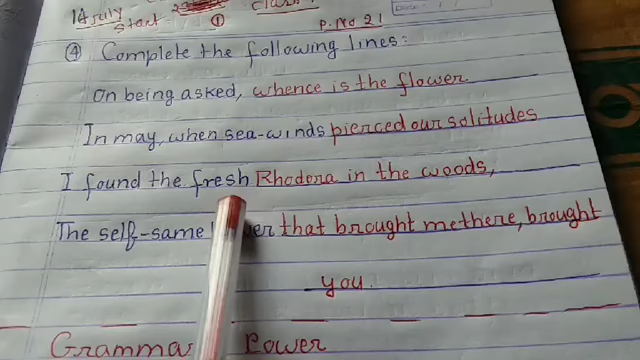 14 July
start
①
class
P. No 21
④ Complete the following lines:
On being asked, whence is the flower
In may, when sea-winds pierced our solitudes
I found the fresh Rhodora in the woods,
The self-same wer that brought me there, brought
you.
Grammar Power